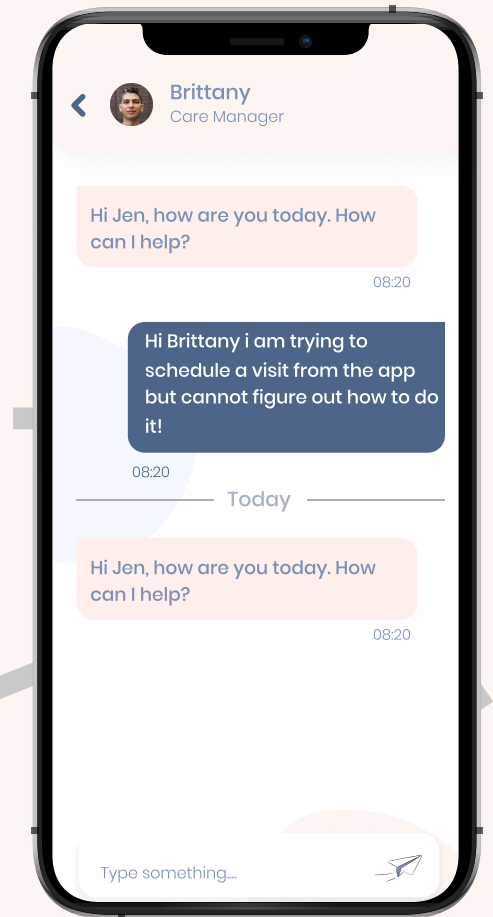 Brittany
Care Manager
Hi Jen, how are you today. How
can I help?
08:20
Hi Brittany i am trying to
schedule a visit from the app
but cannot figure out how to do
it!
08:20
Today
Hi Jen, how are you today. How
can I help?
08:20
Type something....